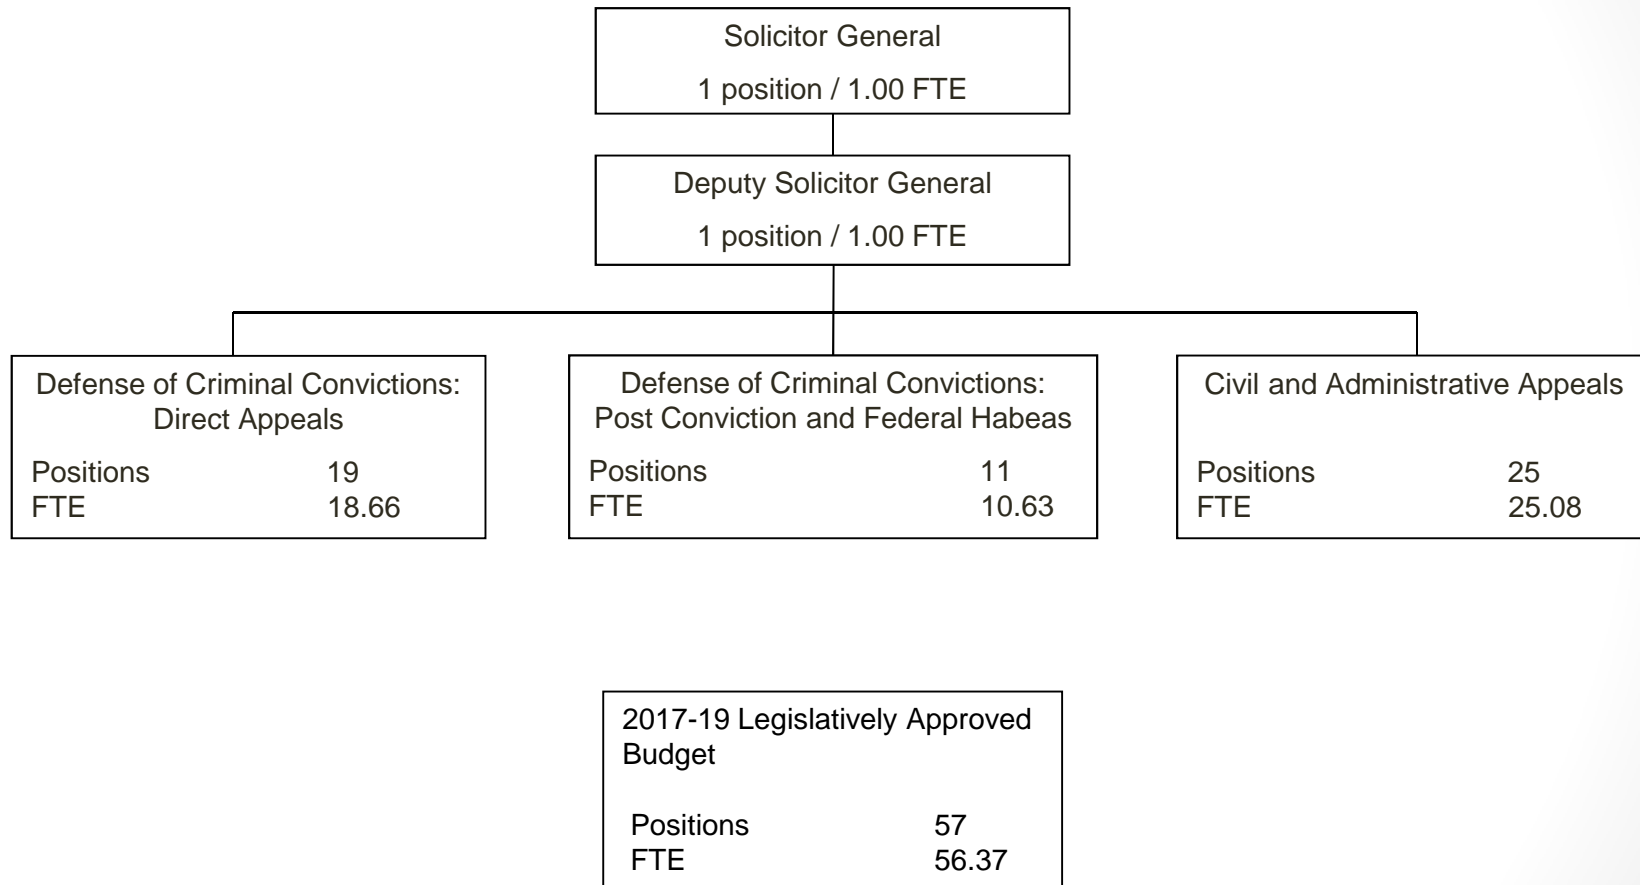 Solicitor General
1 position / 1.00 FTE
Deputy Solicitor General
1 position / 1.00 FTE
Defense of Criminal Convictions:
Direct Appeals
Positions 19
FTE 18.66
Defense of Criminal Convictions:
Post Conviction and Federal Habeas
Positions 11
FTE 10.63
Civil and Administrative Appeals
Positions 25
FTE 25.08
2017-19 Legislatively Approved
Budget
Positions 57
FTE 56.37